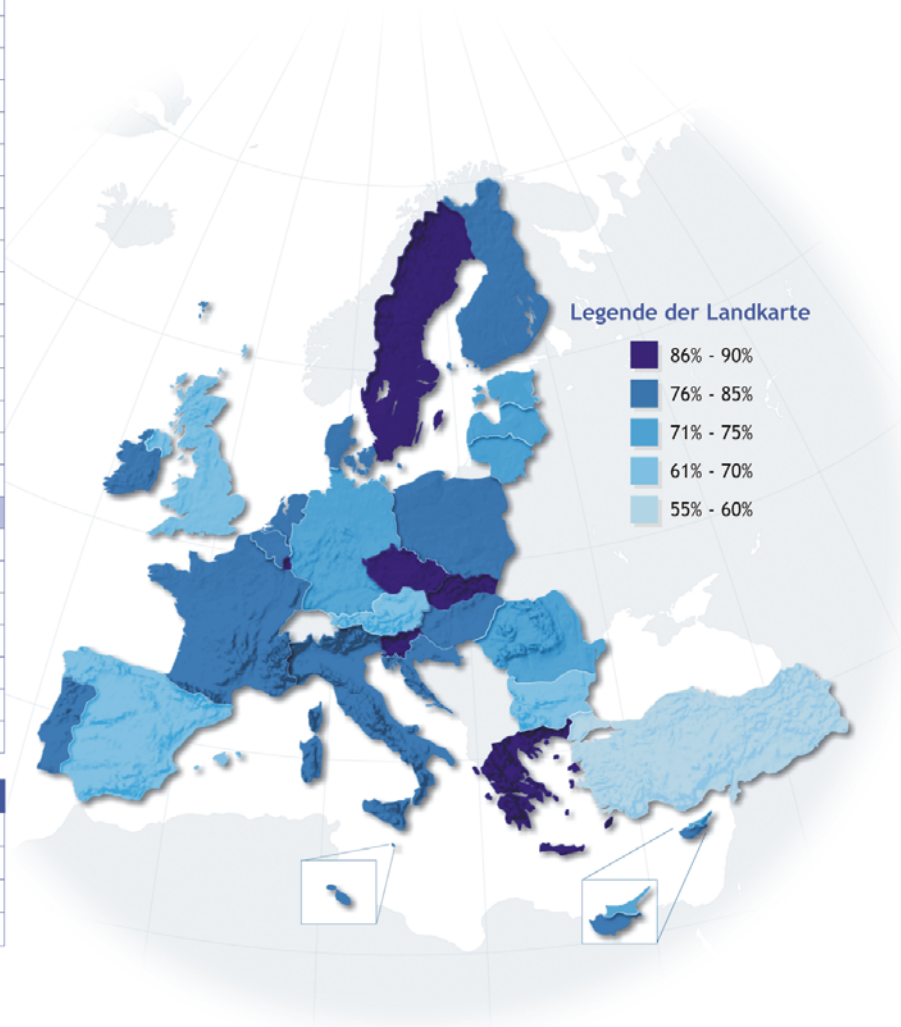 Legende der Landkarte
86% - 90%
76% - 85%
71% - 75%
61% - 70%
55% - 60%